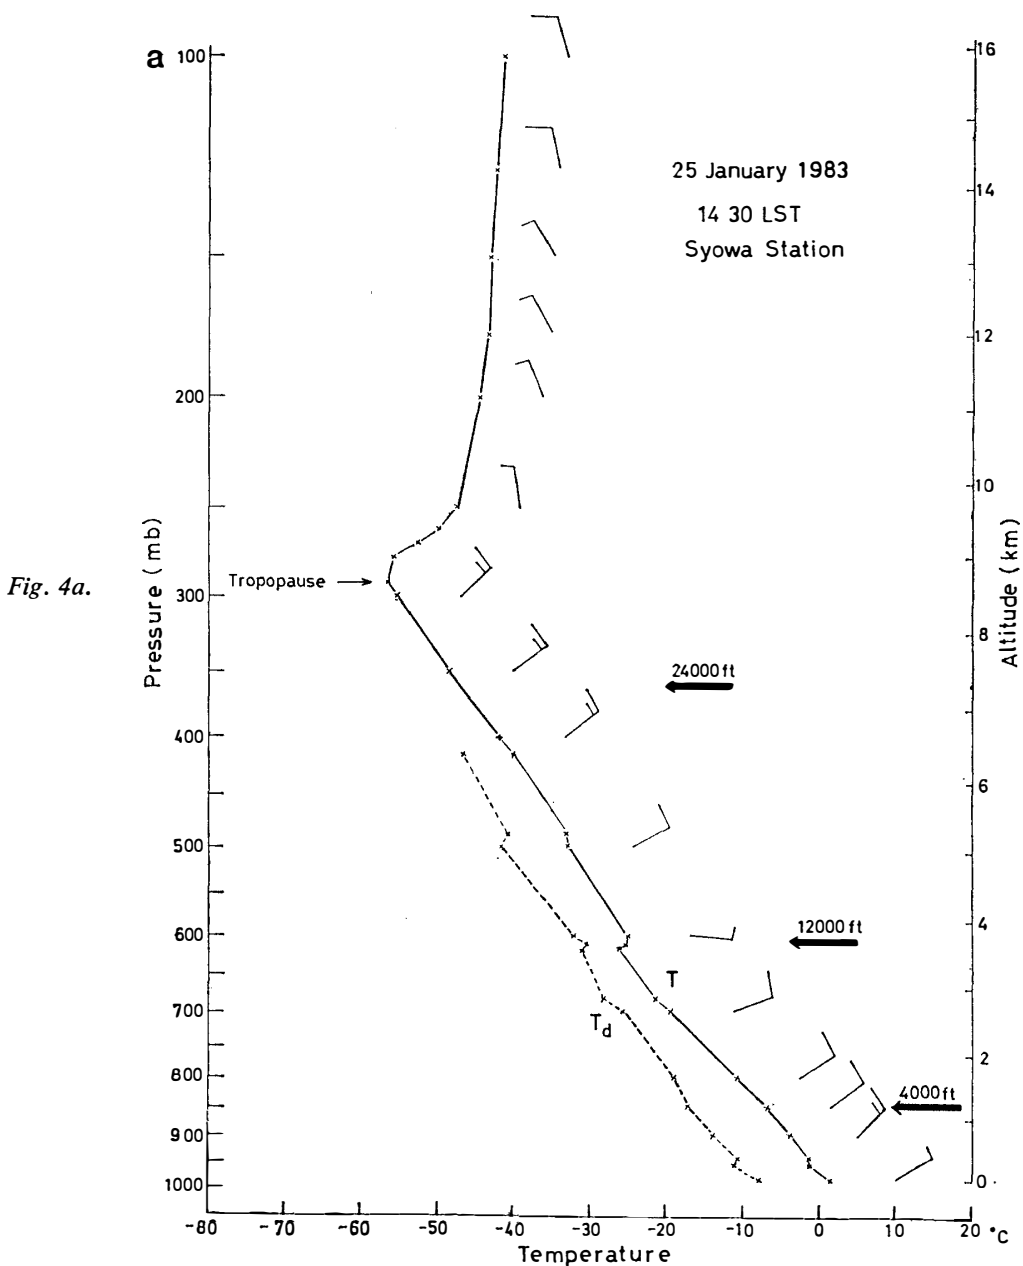 a
25 January 1983
14 30 LST
Syowa Station
Fig. 4a.
Pressure (mb)
100
200
300
400
500
600
700
800
900
1000
Altitude (km)
16
14
12
10
8
6
4
2
0
Tropopause
24000 ft
12000 ft
4000 ft
T
Td
-80 -70 -60 -50 -40 -30 -20 -10 0 10 20 °C
Temperature